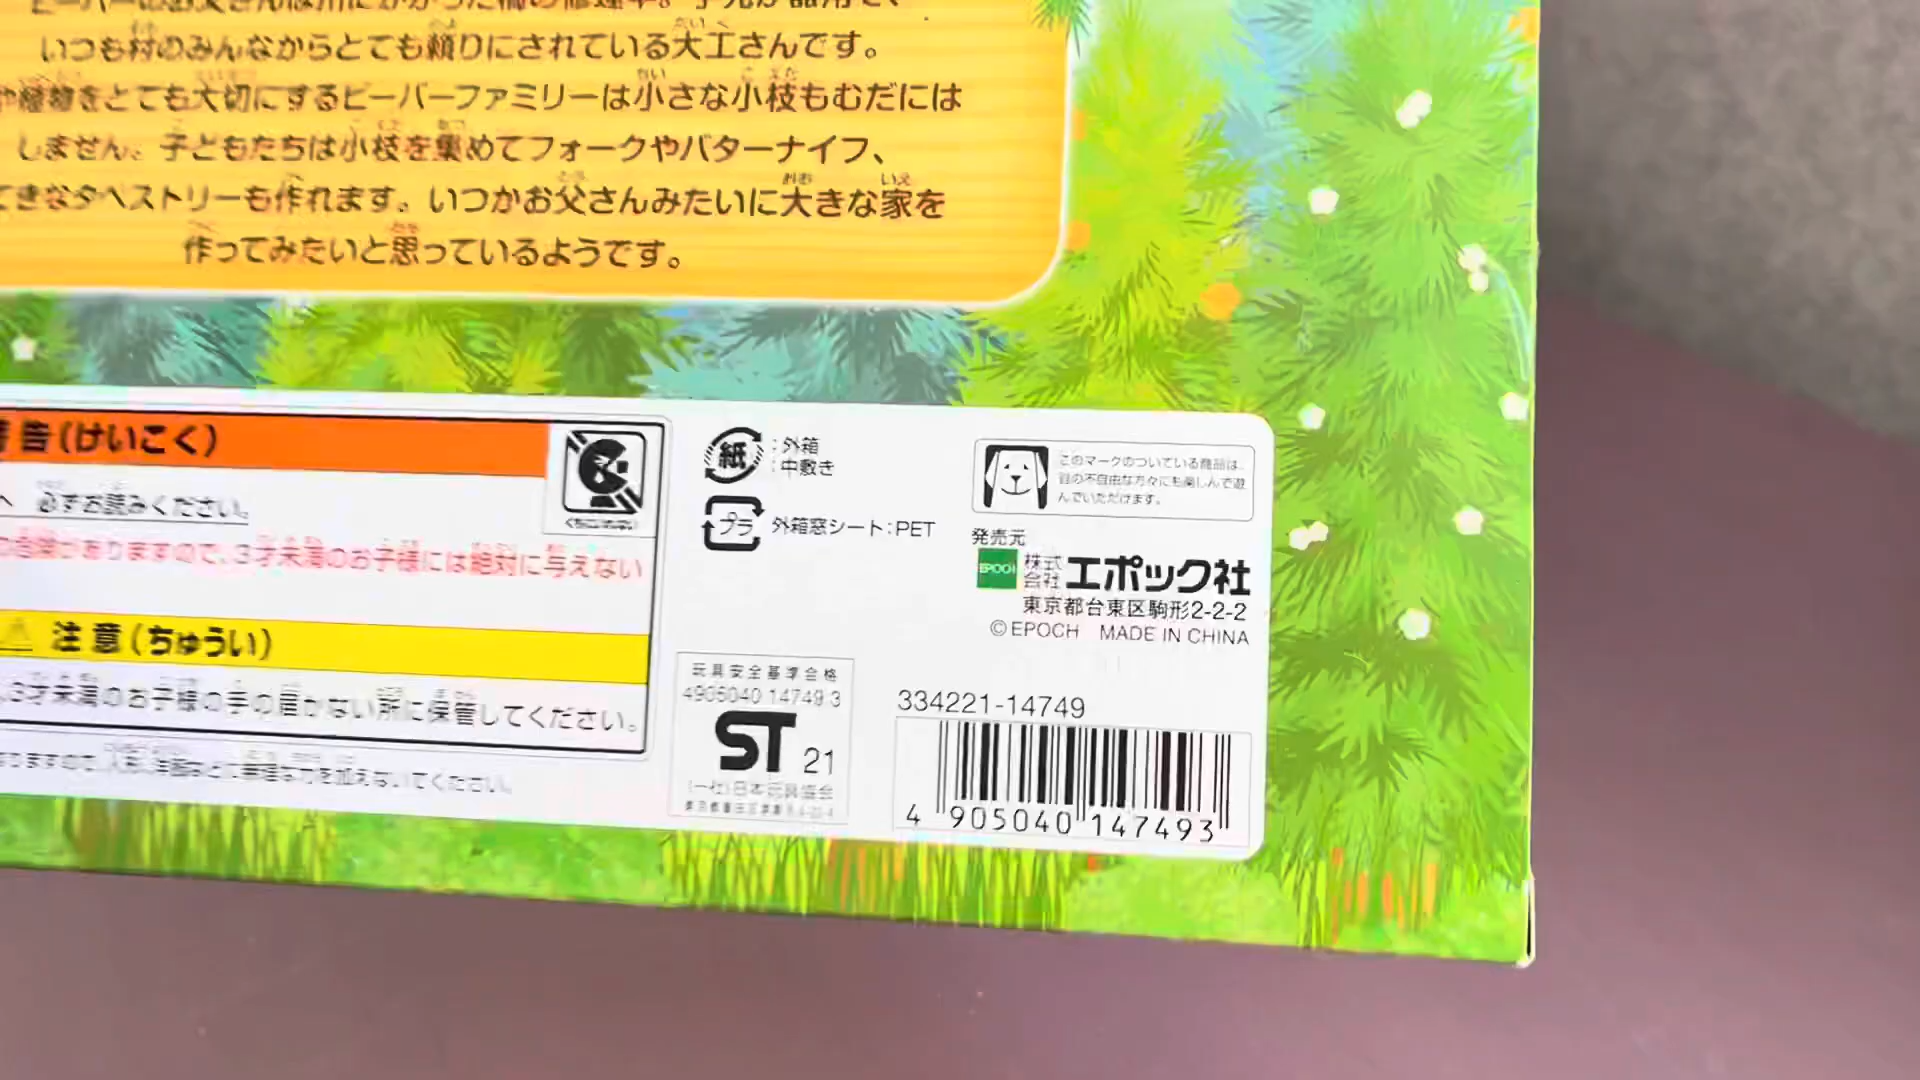 いつも村のみんなからとても頼りにされている大工さんです。
や植物をとても大切にするビーバーファミリーは小さな小枝もむだには
しません。子どもたちは小枝を集めてフォークやバターナイフ、
てきなタペストリーも作れます。いつかお父さんみたいに大きな家を
作ってみたいと思っているようです。
告(けいこく)
へ 必ずお読みください。
の危険がありますので、3才未満のお子様には絶対に与えない
注意(ちゅうい)
3才未満のお子様の手の届かない所に保管してください。
紙:外箱
:中敷き
プラ 外箱窓シート:PET
このマークのついている商品は、
目の不自由な方々にも楽しんで遊
んでいただけます。
発売元
EPOCH 株式会社 エポック社
東京都台東区駒形2-2-2
©EPOCH MADE IN CHINA
玩具安全基準合格
4905040 14749 3
ST 21
(一社)日本玩具協会
334221-14749
4 905040 147493